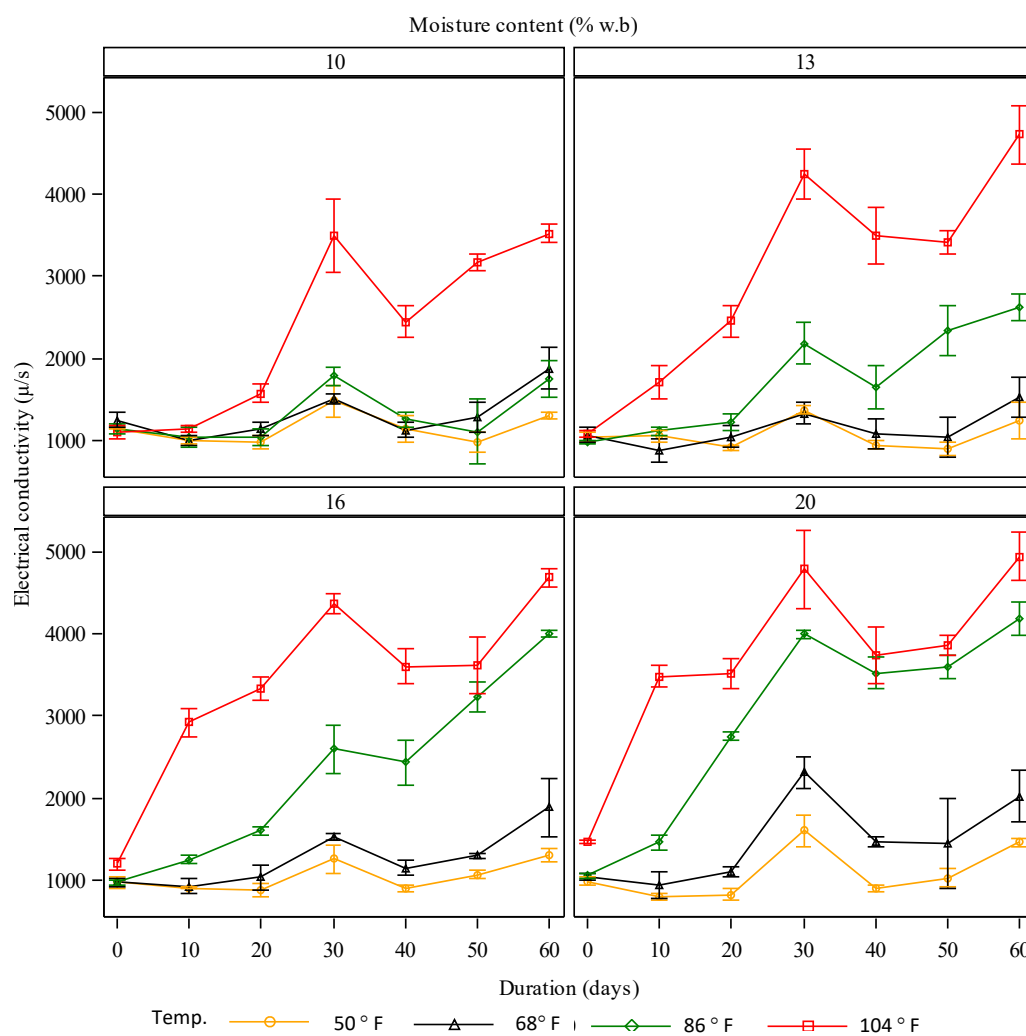 Moisture content (% w.b)
10 13
5000
4000
3000
2000
1000
Electrical conductivity (µ/s)
16 20
5000
4000
3000
2000
1000
0 10 20 30 40 50 60 0 10 20 30 40 50 60
Duration (days)
Temp. 50 ° F 68° F ) 86 ° F 104 ° F